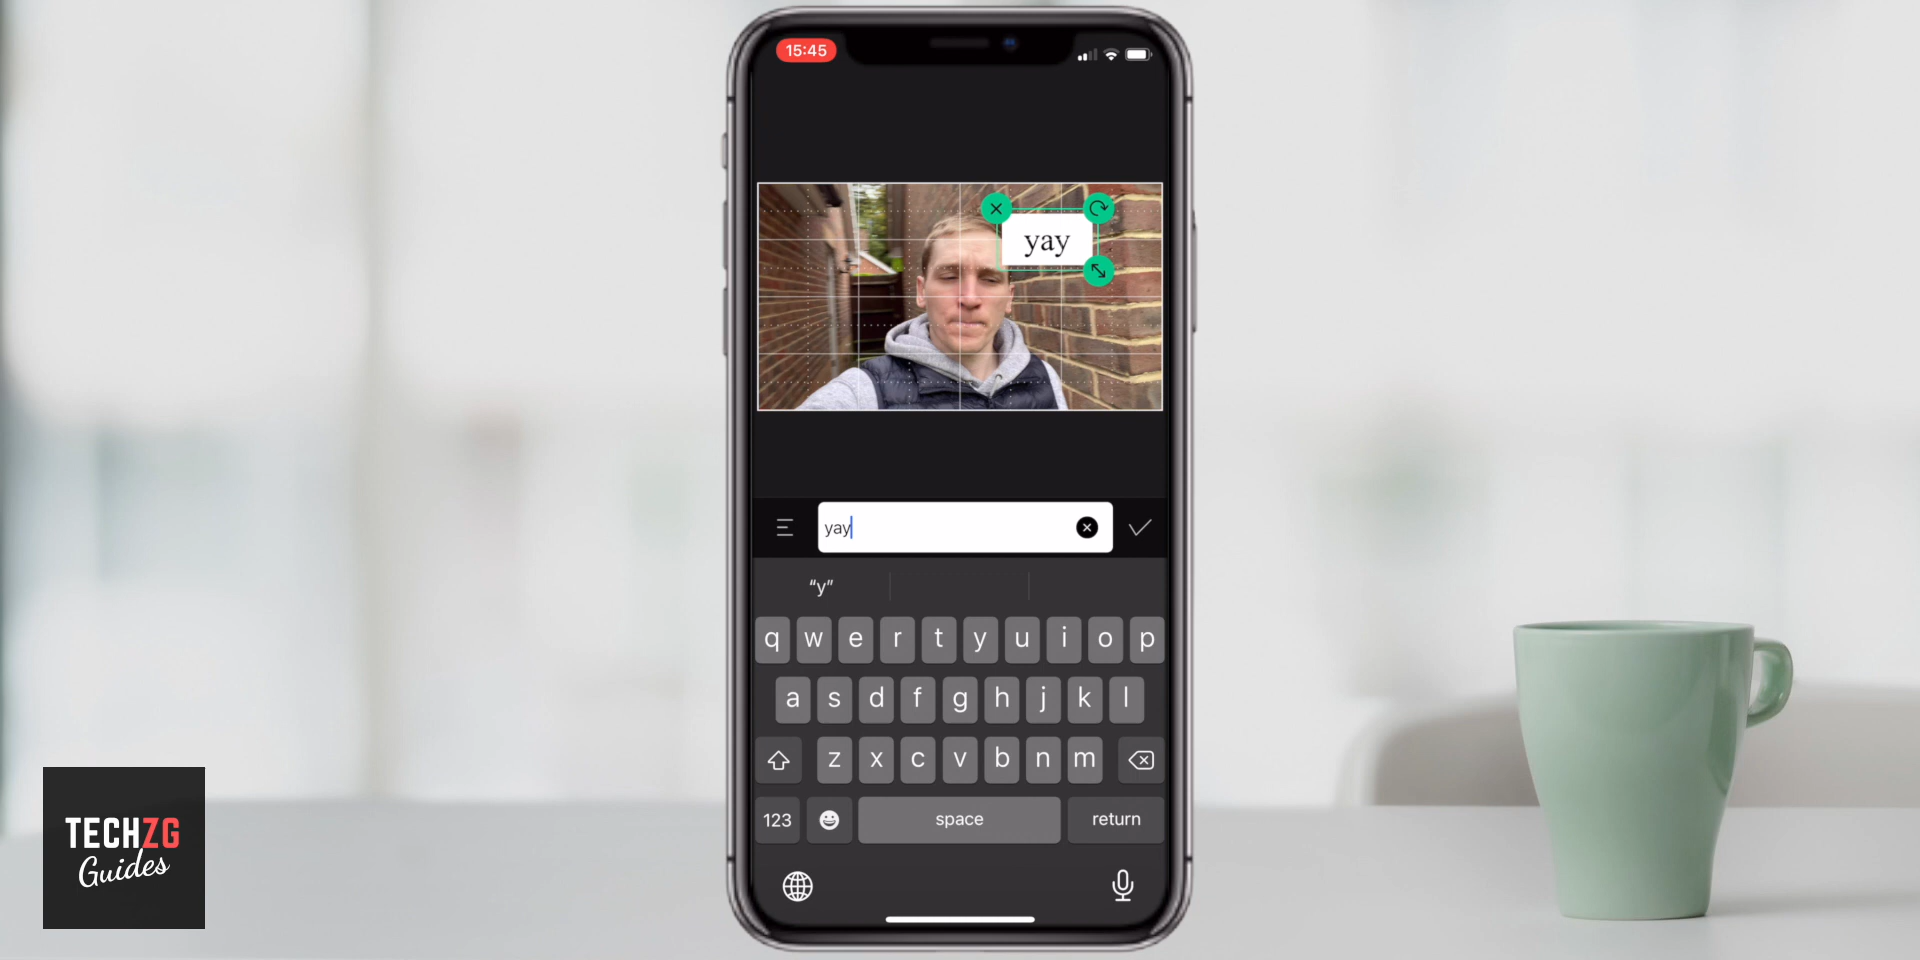 15:45
yay
yay
“y”
q w e r t y u i o p
a s d f g h j k l
z x c v b n m
123 space return
TECHZG
Guides